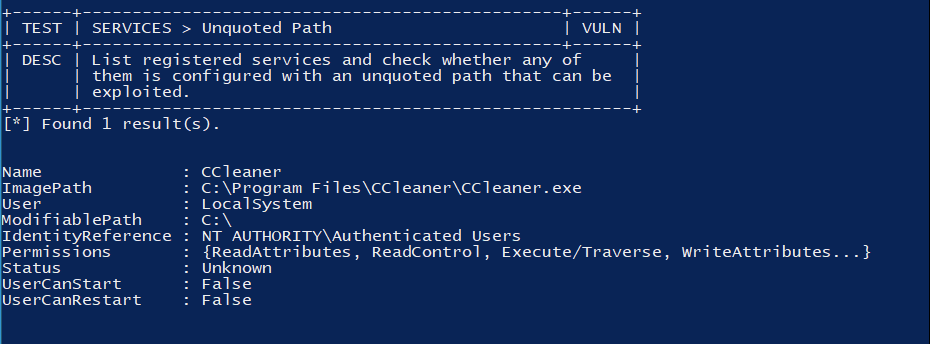 +------+------------------------------------------------+------+
| TEST | SERVICES > Unquoted Path                       | VULN |
+------+------------------------------------------------+------+
| DESC | List registered services and check whether any of     |
|      | them is configured with an unquoted path that can be  |
|      | exploited.                                            |
+------+-------------------------------------------------------+
[*] Found 1 result(s).
Name              : CCleaner
ImagePath         : C:\Program Files\CCleaner\CCleaner.exe
User              : LocalSystem
ModifiablePath    : C:\
IdentityReference : NT AUTHORITY\Authenticated Users
Permissions       : {ReadAttributes, ReadControl, Execute/Traverse, WriteAttributes...}
Status            : Unknown
UserCanStart      : False
UserCanRestart    : False